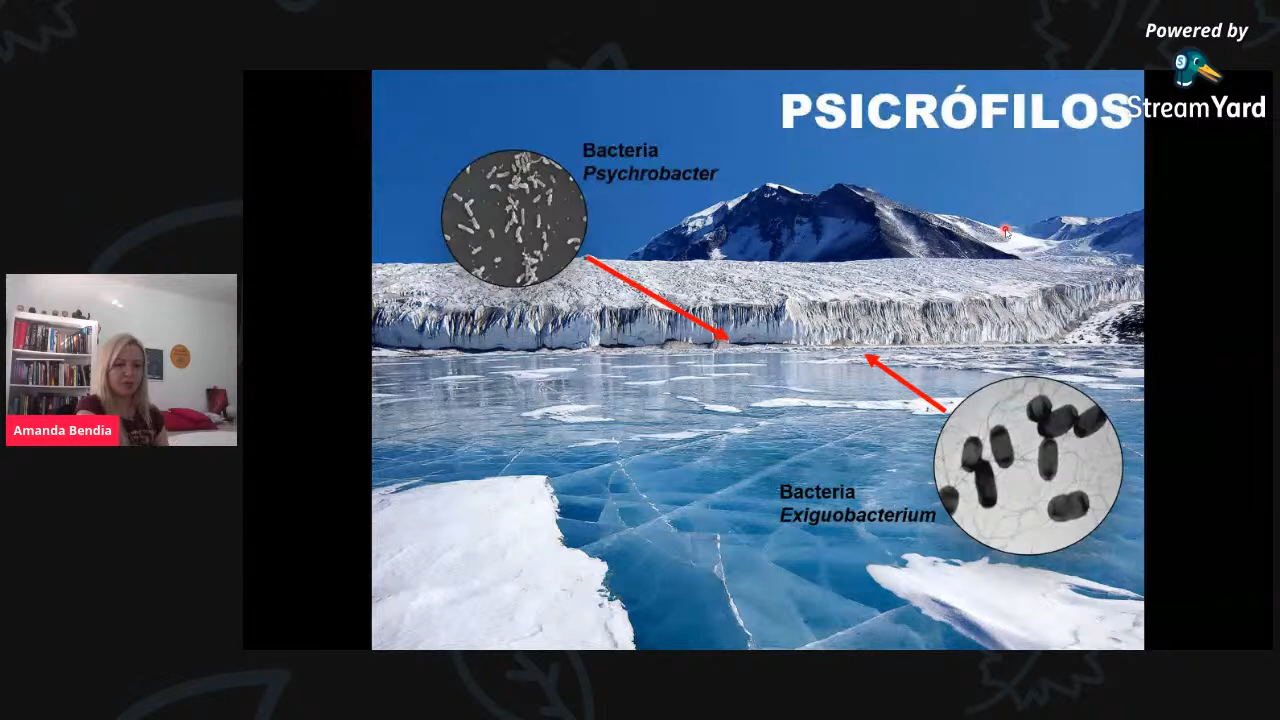 Powered by
StreamYard
PSICRÓFILOS
Bacteria
Psychrobacter
Amanda Bendia
Bacteria
Exiguobacterium